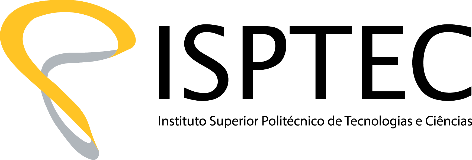 ISPTEC
Instituto Superior Politécnico de Tecnologias e Ciências